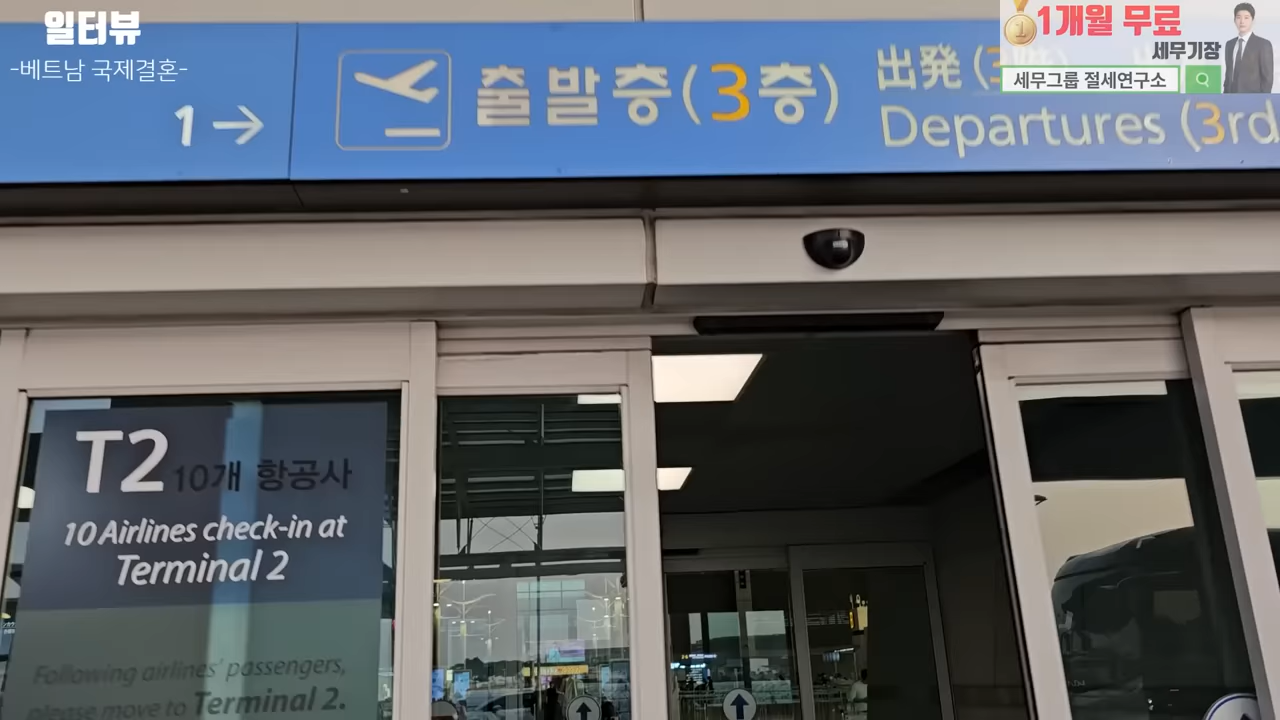 일터뷰
-베트남 국제결혼-
1개월 무료
세무기장
세무그룹 절세연구소
1→
출발층(3층)
出発(3
Departures (3rd
T2 10개 항공사
10 Airlines check-in at
Terminal 2
Following airlines' passengers,
please move to Terminal 2.